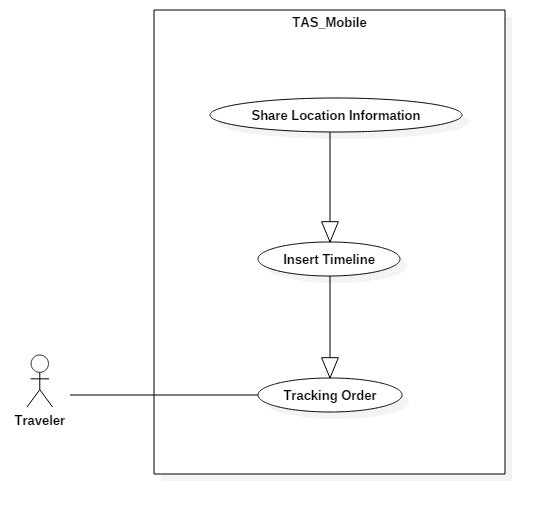 TAS_Mobile
Share Location Information
Insert Timeline
Tracking Order
Traveler